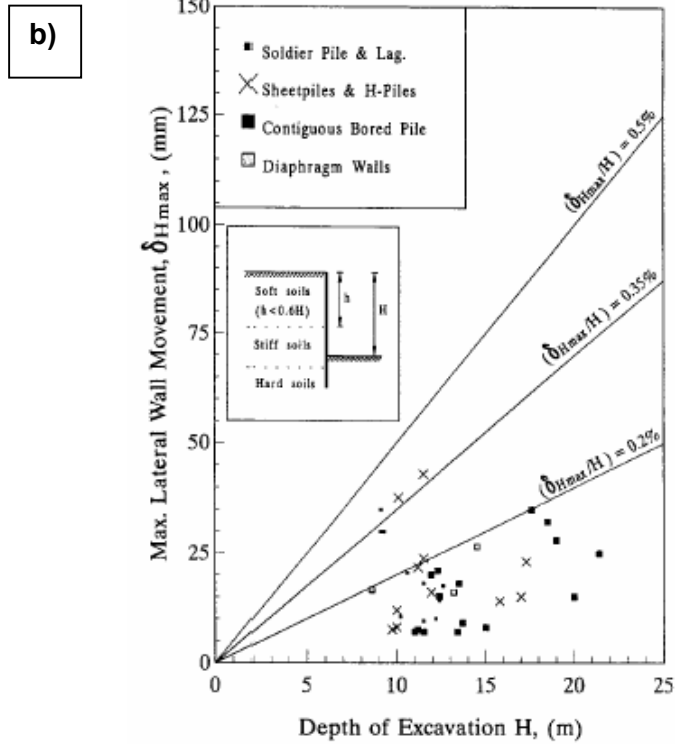 b)
150
125
100
75
50
25
0
Max. Lateral Wall Movement, δHmax, (mm)
Soldier Pile & Lag.
Sheetpiles & H-Piles
Contiguous Bored Pile
Diaphragm Walls
Soft soils
(h<0.6H)
Stiff soils
Hard soils
h
H
(δHmax/H) = 0.5%
(δHmax/H) = 0.35%
(δHmax/H) = 0.2%
0 5 10 15 20 25
Depth of Excavation H, (m)